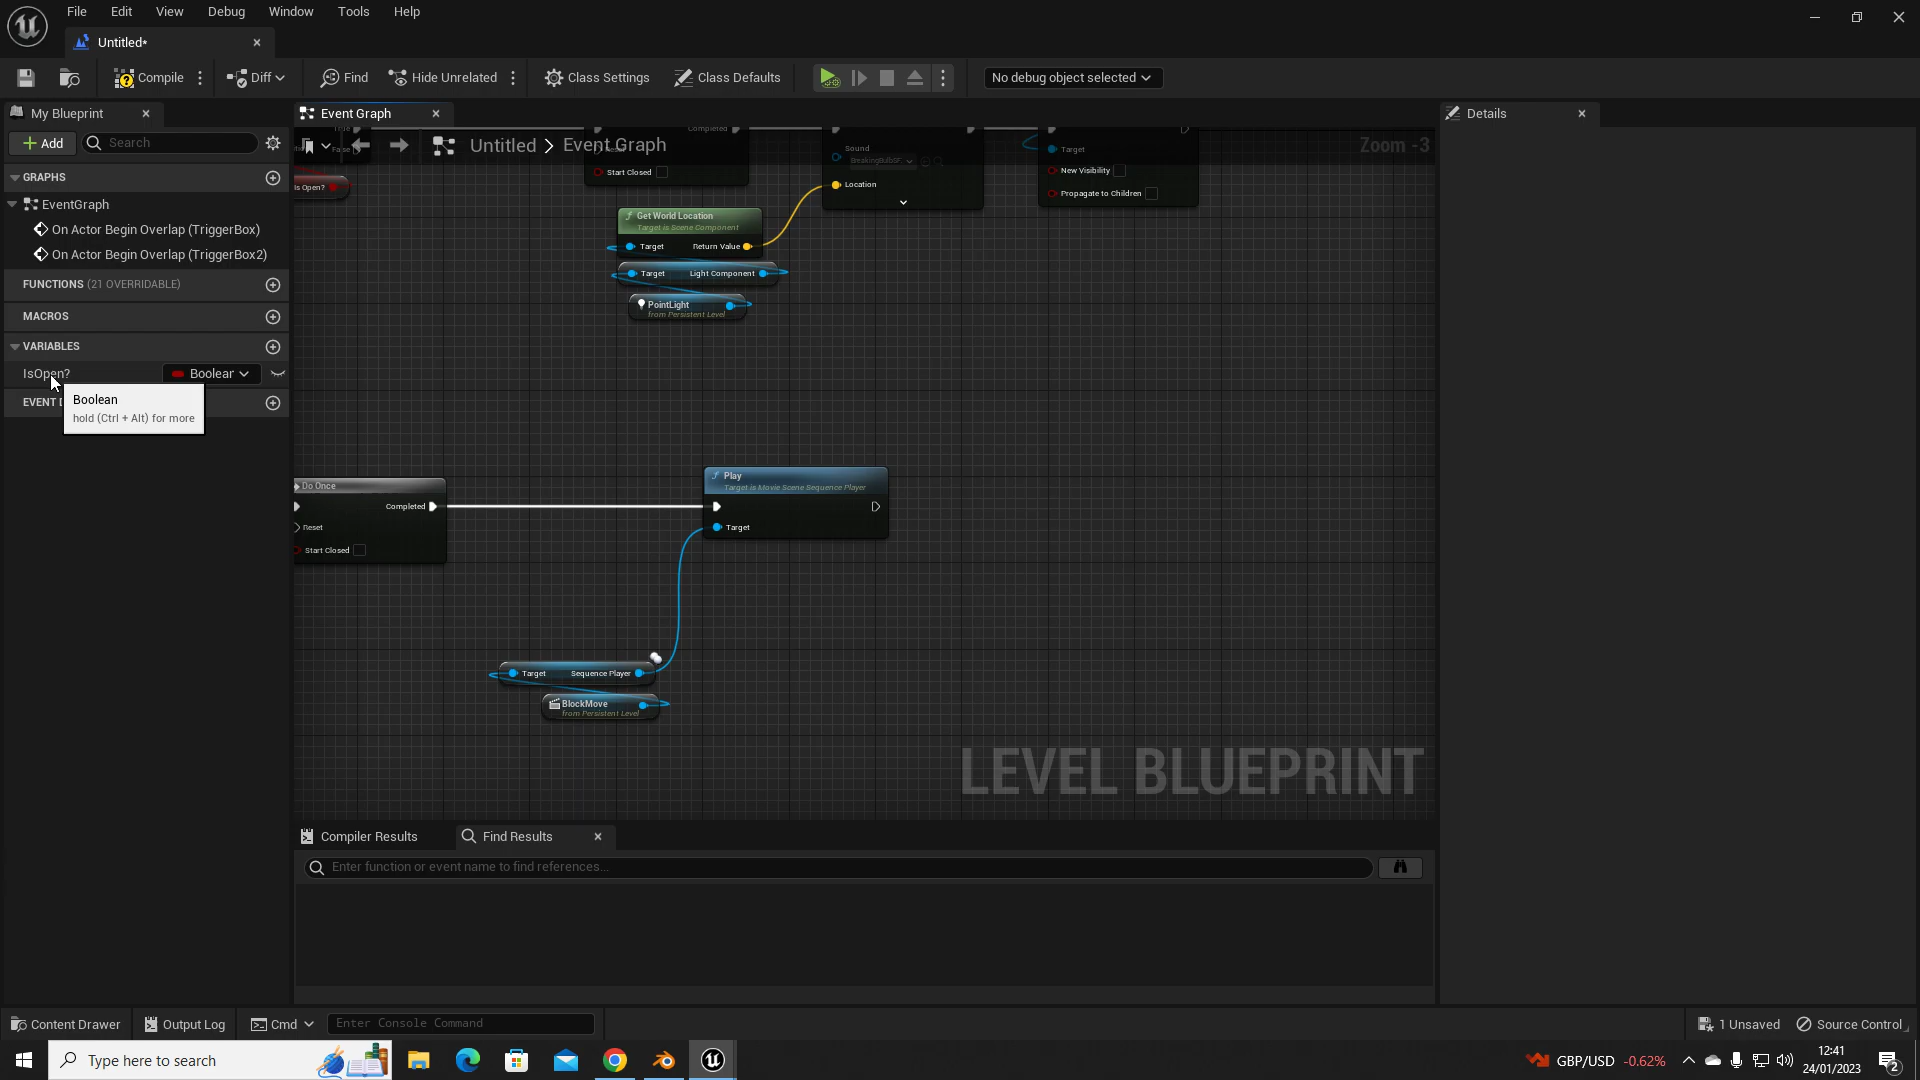 File Edit View Debug Window Tools Help
Untitled*
Compile Diff Find Hide Unrelated Class Settings Class Defaults No debug object selected
My Blueprint
Event Graph
Details
Add Search
Untitled > Event Graph
Zoom -3
GRAPHS
EventGraph
On Actor Begin Overlap (TriggerBox)
On Actor Begin Overlap (TriggerBox2)
FUNCTIONS (21 OVERRIDABLE)
MACROS
VARIABLES
IsOpen? Boolean
EVENT
Boolean
hold (Ctrl + Alt) for more
Is Open?
Completed
Start Closed
Sound
Location
Target
New Visibility
Propagate to Children
Get World Location
Target is Scene Component
Target Return Value
Target Light Component
PointLight
from Persistent Level
Do Once
Completed
Reset
Start Closed
Play
Target is Movie Scene Sequence Player
Target
Target Sequence Player
BlockMove
from Persistent Level
LEVEL BLUEPRINT
Compiler Results Find Results
Enter function or event name to find references...
Content Drawer Output Log Cmd Enter Console Command 1 Unsaved Source Control
Type here to search
GBP/USD -0.62%
12:41
24/01/2023
2